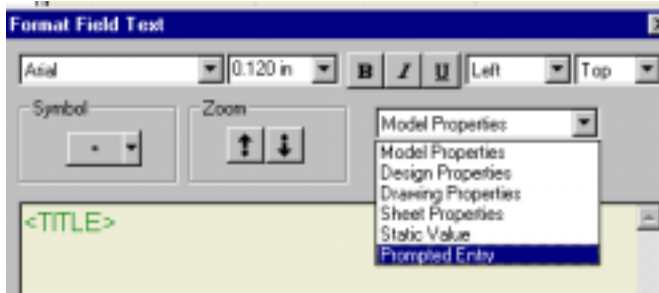 Format Field Text
Arial 0.120 in B I U Left Top
Symbol Zoom Model Properties
Model Properties
Design Properties
Drawing Properties
Sheet Properties
Static Value
Prompted Entry
<TITLE>